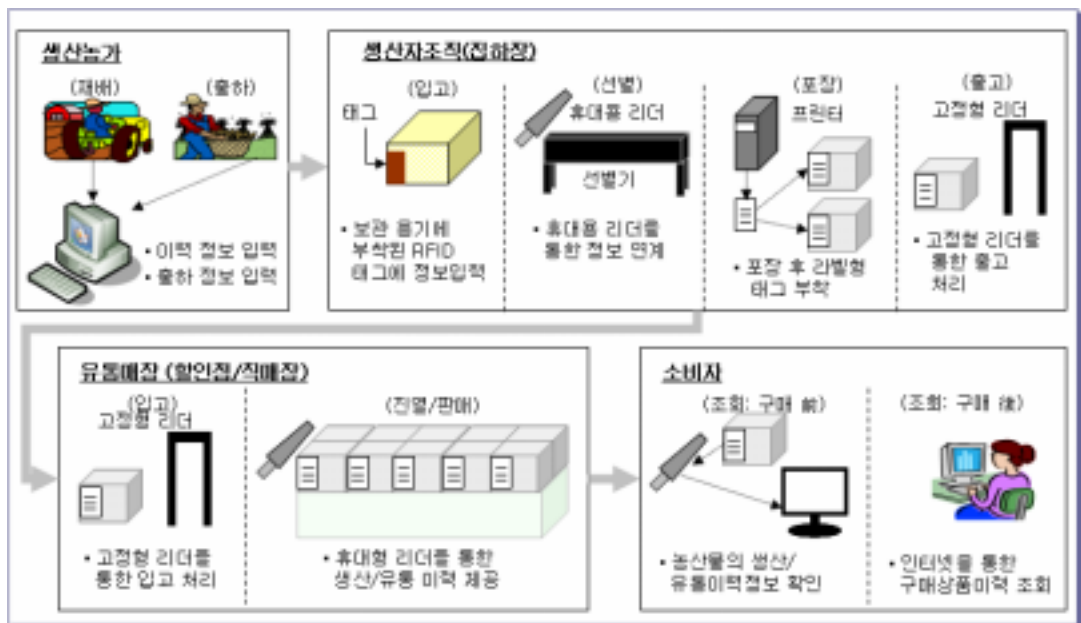 생산농가
(재배)
(출하)
• 이력 정보 입력
• 출하 정보 입력
생산자조직(집하장)
(입고)
태그
• 보관 용기에
부착된 RFID
태그에 정보입력
(선별)
휴대용 리더
선별기
• 휴대용 리더를
통한 정보 연계
(포장)
프린터
• 포장 후 라벨형
태그 부착
(출고)
고정형 리더
• 고정형 리더를
통한 출고
처리
유통매장 (할인점/직매장)
(입고)
고정형 리더
• 고정형 리더를
통한 입고 처리
(진열/판매)
• 휴대형 리더를 통한
생산/유통 이력 제공
소비자
(조회: 구매 前)
• 농산물의 생산/
유통이력정보 확인
(조회: 구매 後)
• 인터넷을 통한
구매상품이력 조회